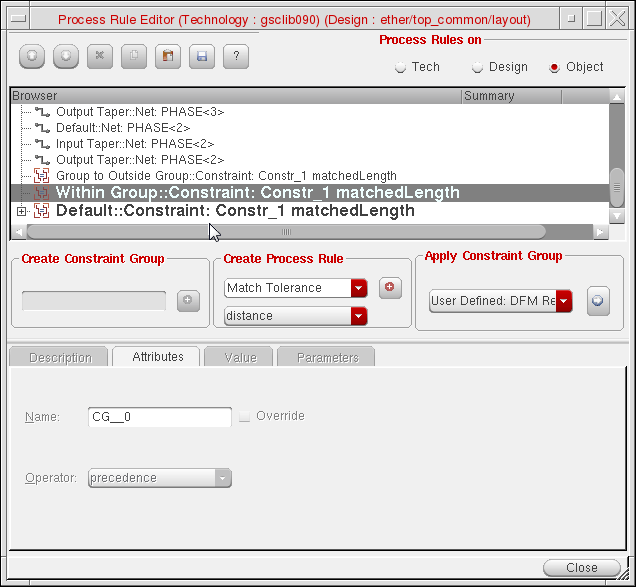 Process Rule Editor (Technology : gsclib090) (Design : ether/top_common/layout)
Process Rules on
?
Tech Design Object
Browser Summary
Output Taper::Net: PHASE<3>
Default::Net: PHASE<2>
Input Taper::Net: PHASE<2>
Output Taper::Net: PHASE<2>
Group to Outside Group::Constraint: Constr_1 matchedLength
Within Group::Constraint: Constr_1 matchedLength
Default::Constraint: Constr_1 matchedLength
Create Constraint Group Create Process Rule Apply Constraint Group
Match Tolerance
User Defined: DFM Re
distance
Description Attributes Value Parameters
Name: CG__0 Override
Operator: precedence
Close